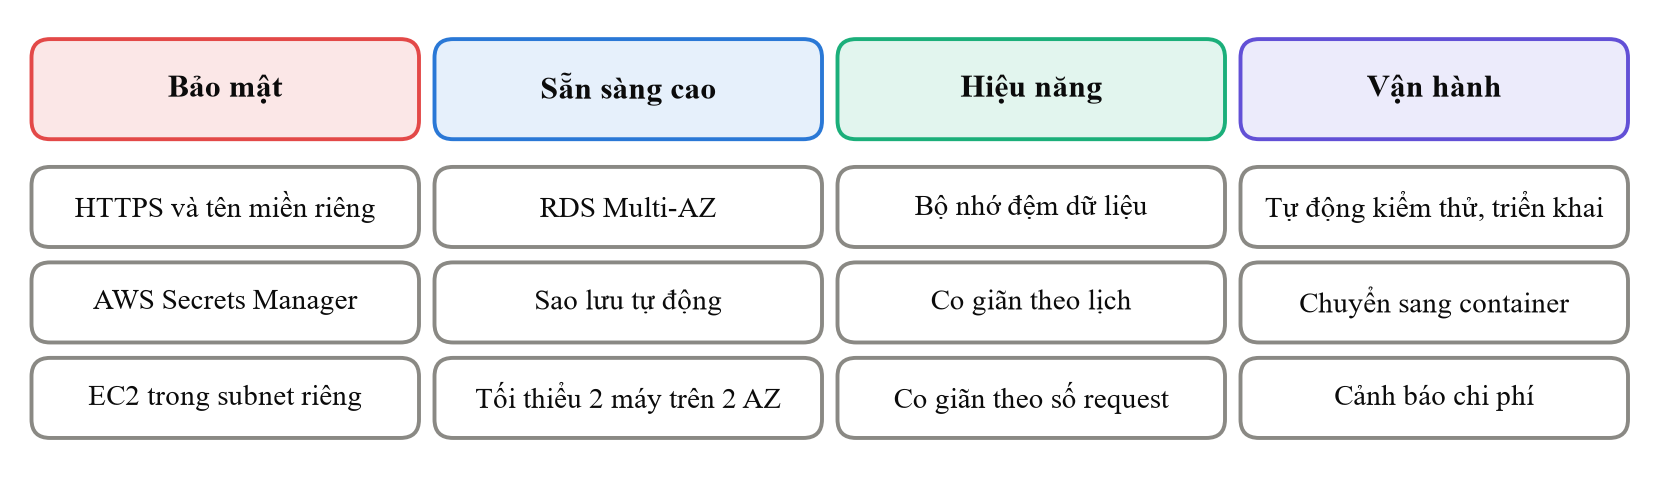 Bảo mật
Sẵn sàng cao
Hiệu năng
Vận hành
HTTPS và tên miền riêng
RDS Multi-AZ
Bộ nhớ đệm dữ liệu
Tự động kiểm thử, triển khai
AWS Secrets Manager
Sao lưu tự động
Co giãn theo lịch
Chuyển sang container
EC2 trong subnet riêng
Tối thiểu 2 máy trên 2 AZ
Co giãn theo số request
Cảnh báo chi phí